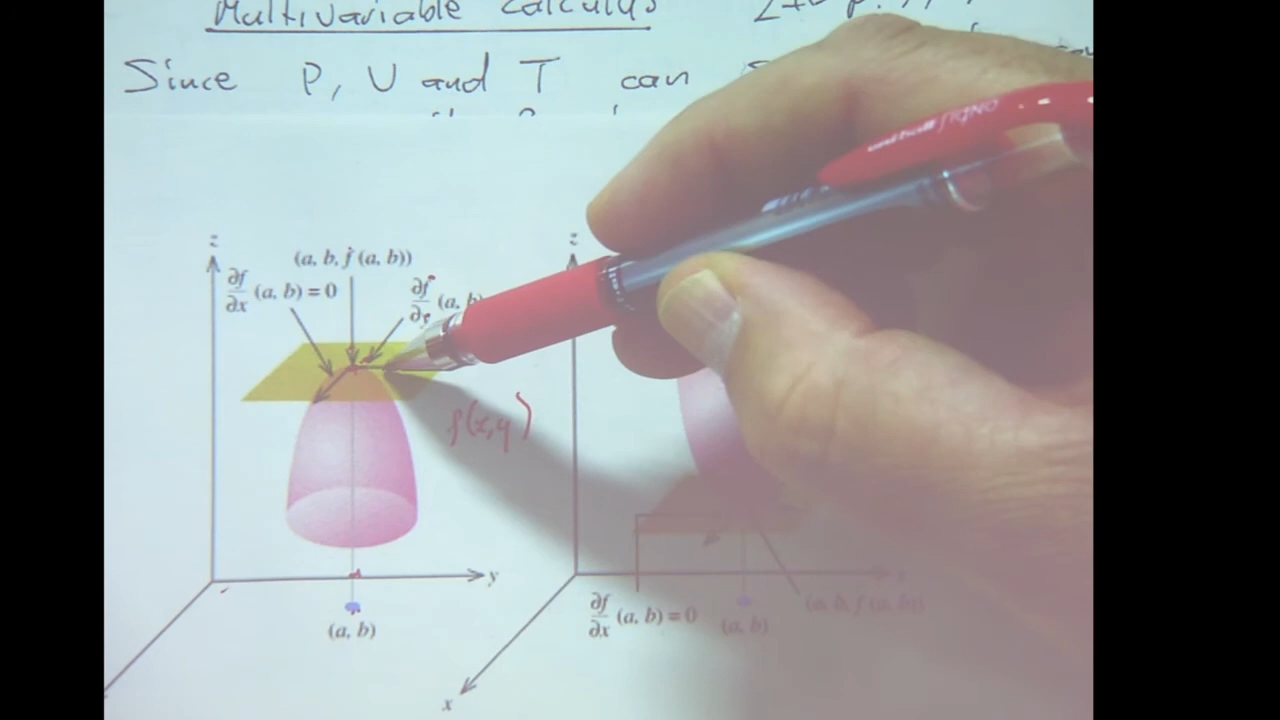 Multivariable Calculus
Since P, V and T can
z
(a, b, f (a, b))
∂f/∂x (a, b) = 0
∂f (a, b
z
f(x,y)
y
(a, b)
∂f/∂x (a, b) = 0
(a, b)
(a, b, f (a, b))
x